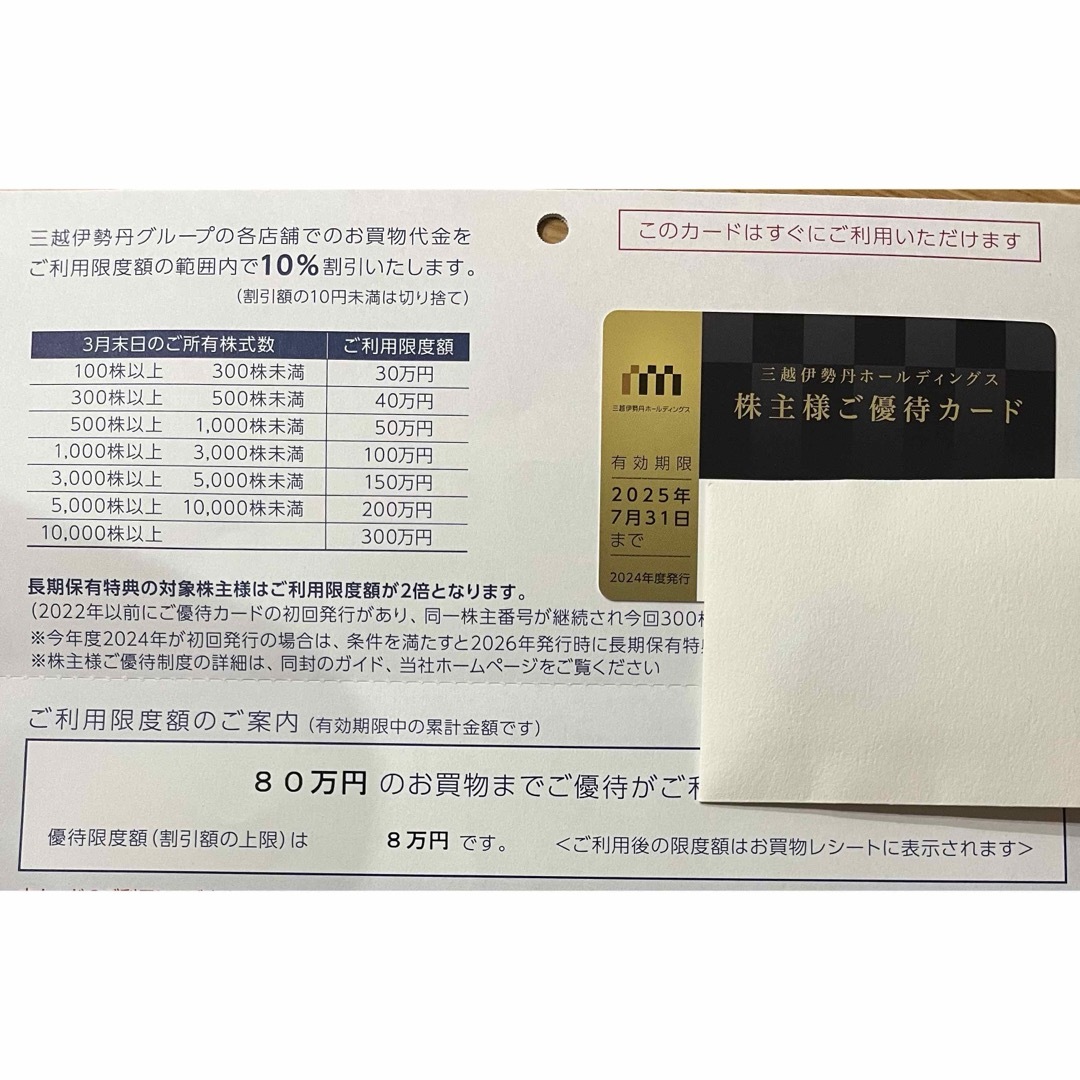 三越伊勢丹グループの各店舗でのお買物代金を
ご利用限度額の範囲内で10%割引いたします。
(割引額の10円未満は切り捨て)
3月末日のご所有株式数 ご利用限度額
100株以上 300株未満 30万円
300株以上 500株未満 40万円
500株以上 1,000株未満 50万円
1,000株以上 3,000株未満 100万円
3,000株以上 5,000株未満 150万円
5,000株以上 10,000株未満 200万円
10,000株以上 300万円
長期保有特典の対象株主様はご利用限度額が2倍となります。
(2022年以前にご優待カードの初回発行があり、同一株主番号が継続され今回300株
※今年度2024年が初回発行の場合は、条件を満たすと2026年発行時に長期保有特典
※株主様ご優待制度の詳細は、同封のガイド、当社ホームページをご覧ください
このカードはすぐにご利用いただけます
三越伊勢丹ホールディングス
三越伊勢丹ホールディングス
株主様ご優待カード
有効期限
2025年
7月31日
まで
2024年度発行
ご利用限度額のご案内(有効期限中の累計金額です)
80万円 のお買物までご優待がご利
優待限度額(割引額の上限)は 8万円 です。 <ご利用後の限度額はお買物レシートに表示されます>